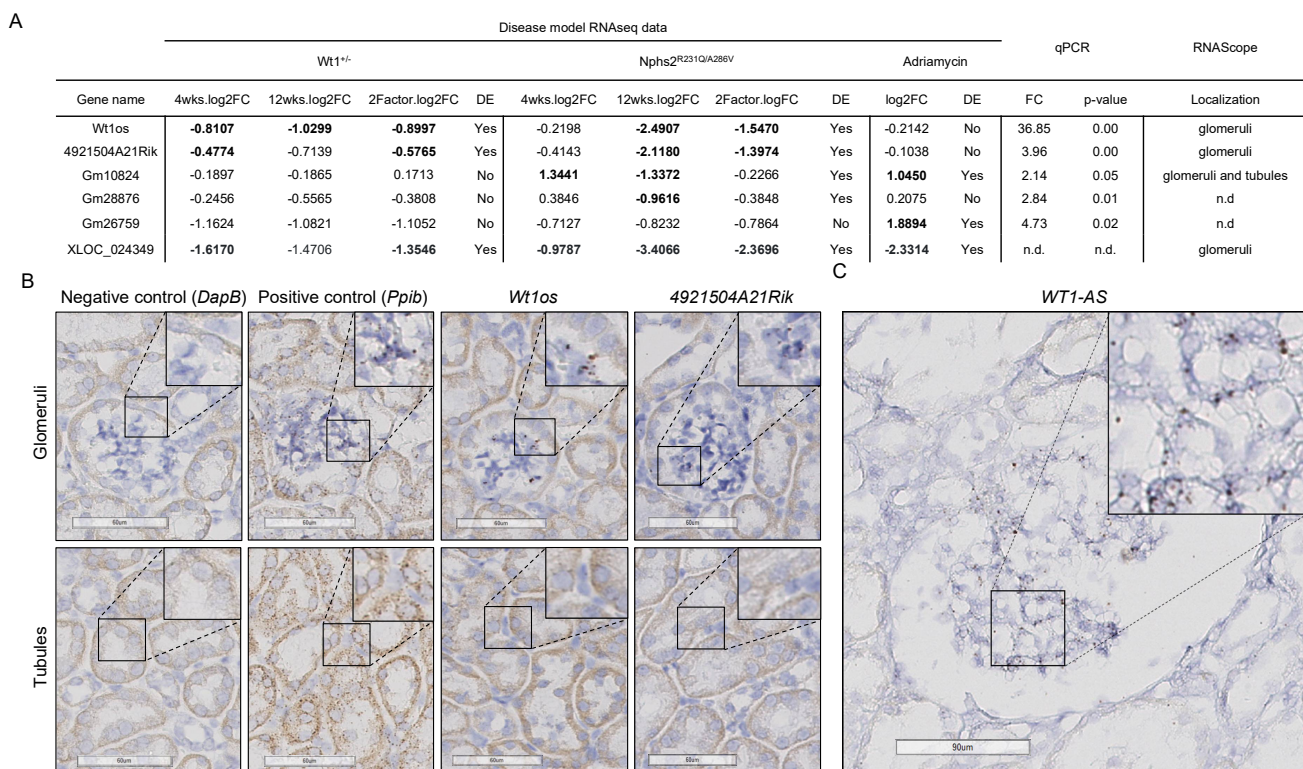 A
Disease model RNAseq data
qPCR RNAScope
Wt1+/- Nphs2R231Q/A286V Adriamycin
Gene name 4wks.log2FC 12wks.log2FC 2Factor.log2FC DE 4wks.log2FC 12wks.log2FC 2Factor.logFC DE log2FC DE FC p-value Localization
Wt1os -0.8107 -1.0299 -0.8997 Yes -0.2198 -2.4907 -1.5470 Yes -0.2142 No 36.85 0.00 glomeruli
4921504A21Rik -0.4774 -0.7139 -0.5765 Yes -0.4143 -2.1180 -1.3974 Yes -0.1038 No 3.96 0.00 glomeruli
Gm10824 -0.1897 -0.1865 0.1713 No 1.3441 -1.3372 -0.2266 Yes 1.0450 Yes 2.14 0.05 glomeruli and tubules
Gm28876 -0.2456 -0.5565 -0.3808 No 0.3846 -0.9616 -0.3848 Yes 0.2075 No 2.84 0.01 n.d
Gm26759 -1.1624 -1.0821 -1.1052 No -0.7127 -0.8232 -0.7864 No 1.8894 Yes 4.73 0.02 n.d
XLOC_024349 -1.6170 -1.4706 -1.3546 Yes -0.9787 -3.4066 -2.3696 Yes -2.3314 Yes n.d. n.d. glomeruli
B
Negative control (DapB) Positive control (Ppib) Wt1os 4921504A21Rik
Glomeruli
60um 60um 60um 60um
Tubules
60um 60um 60um 60um
C
WT1-AS
90um